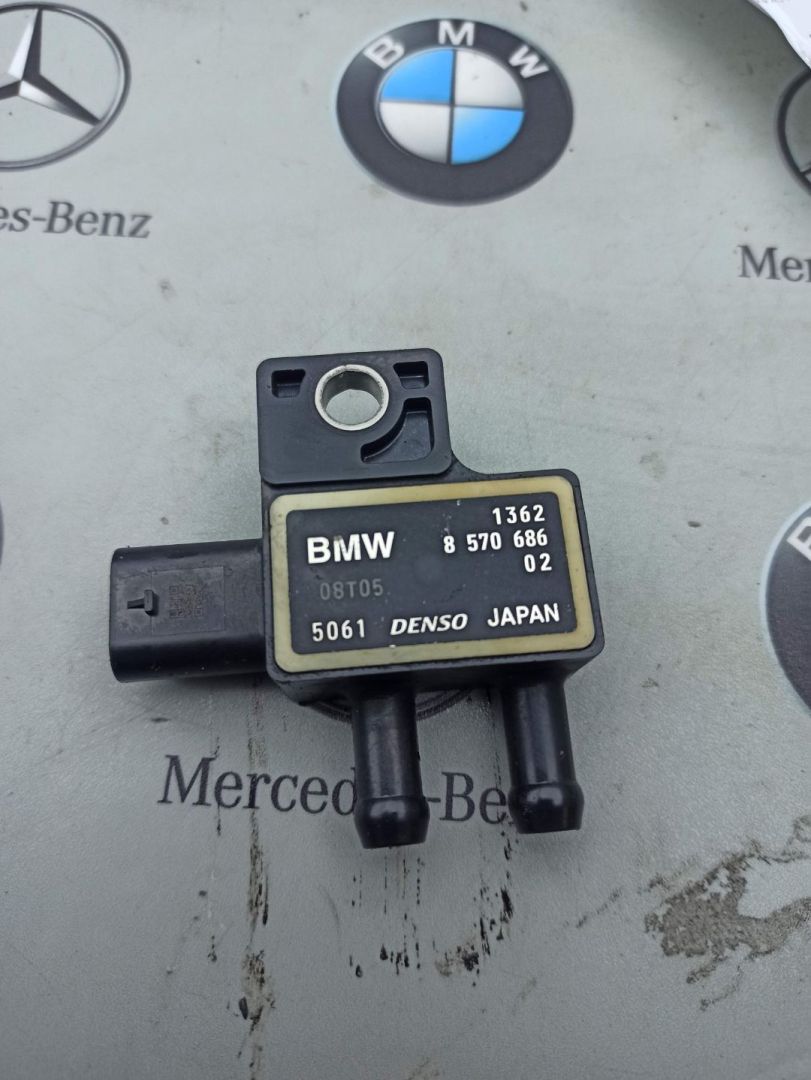 BMW
es-Benz
Mer
1362
BMW 8 570 686
02
08T05
5061 DENSO JAPAN
Merced -Be